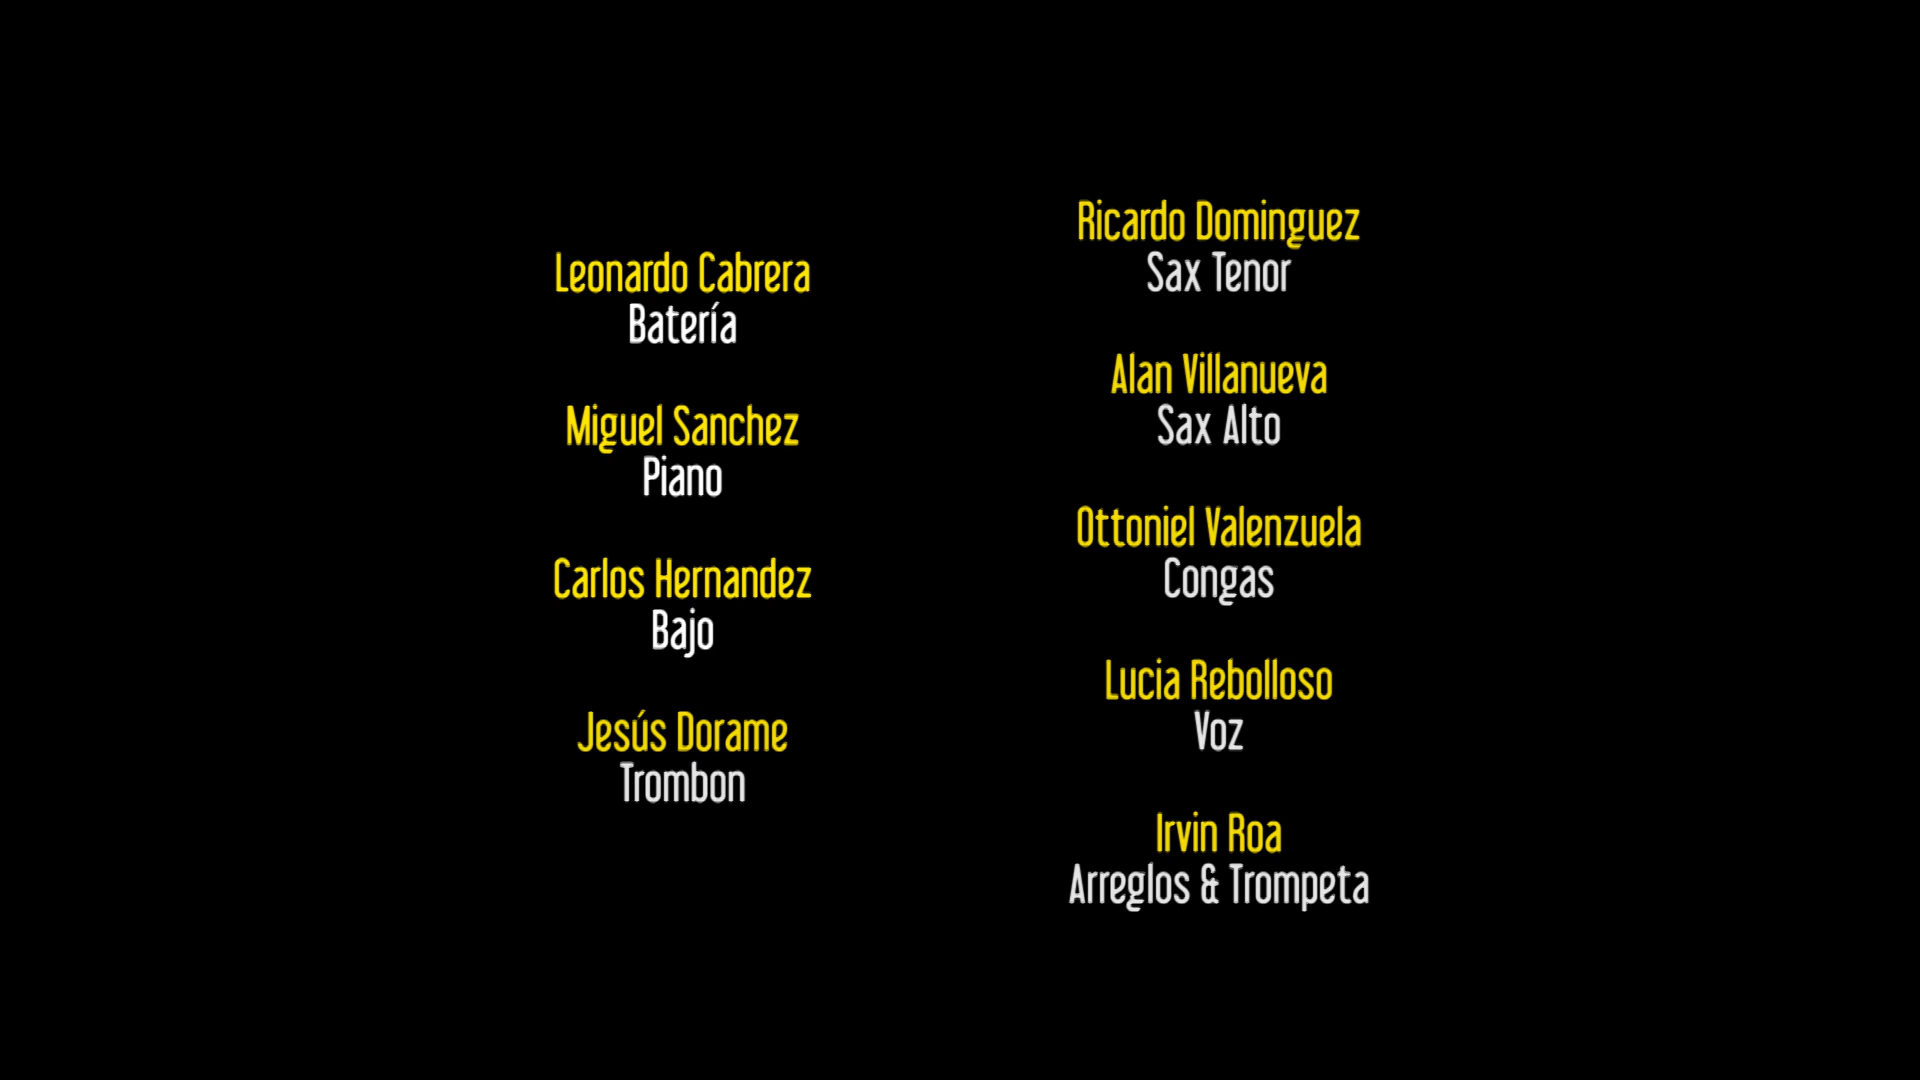 Leonardo Cabrera
Batería
Miguel Sanchez
Piano
Carlos Hernandez
Bajo
Jesús Dorame
Trombon
Ricardo Dominguez
Sax Tenor
Alan Villanueva
Sax Alto
Ottoniel Valenzuela
Congas
Lucia Rebolloso
Voz
Irvin Roa
Arreglos & Trompeta